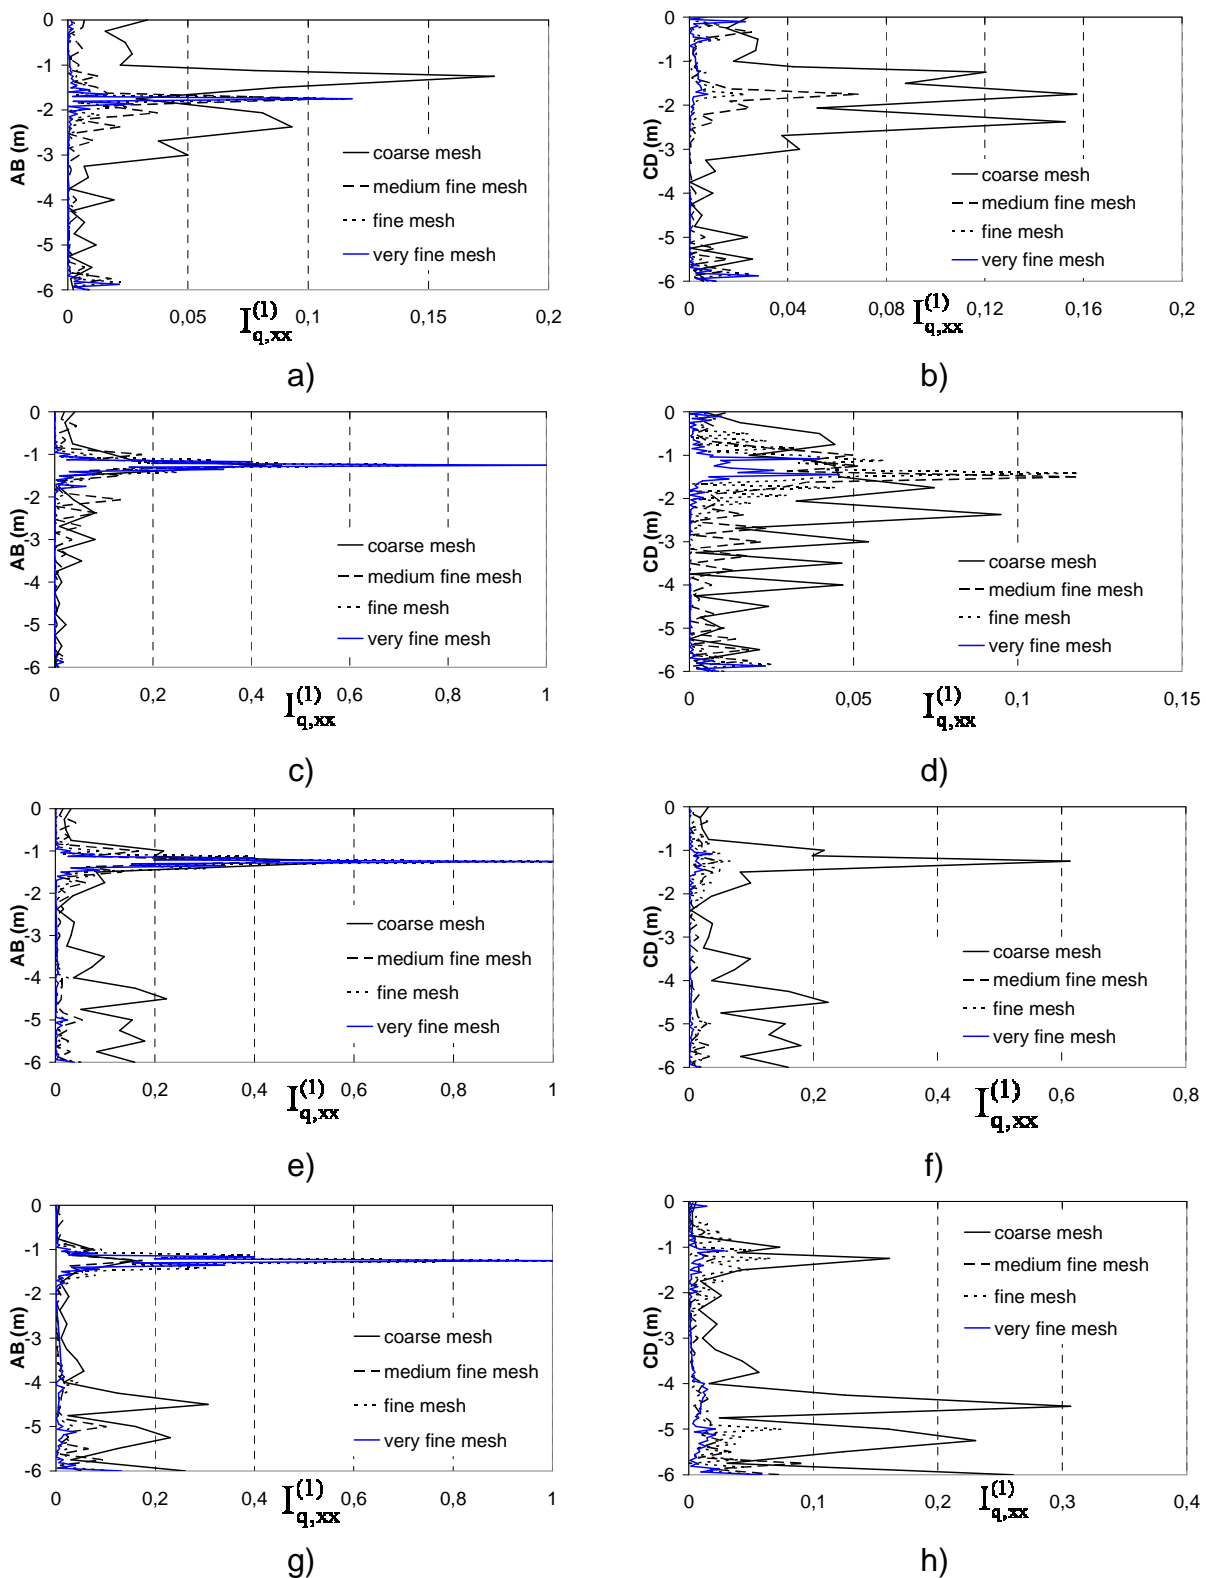 0
-1
-2
-3
-4
-5
-6
AB (m)
coarse mesh
medium fine mesh
fine mesh
very fine mesh
0 0,05 0,1 0,15 0,2
I(1)q,xx
a)
0
-1
-2
-3
-4
-5
-6
CD (m)
coarse mesh
medium fine mesh
fine mesh
very fine mesh
0 0,04 0,08 0,12 0,16 0,2
I(1)q,xx
b)
0
-1
-2
-3
-4
-5
-6
AB (m)
coarse mesh
medium fine mesh
fine mesh
very fine mesh
0 0,2 0,4 0,6 0,8 1
I(1)q,xx
c)
0
-1
-2
-3
-4
-5
-6
CD (m)
coarse mesh
medium fine mesh
fine mesh
very fine mesh
0 0,05 0,1 0,15
I(1)q,xx
d)
0
-1
-2
-3
-4
-5
-6
AB (m)
coarse mesh
medium fine mesh
fine mesh
very fine mesh
0 0,2 0,4 0,6 0,8 1
I(1)q,xx
e)
0
-1
-2
-3
-4
-5
-6
CD (m)
coarse mesh
medium fine mesh
fine mesh
very fine mesh
0 0,2 0,4 0,6 0,8
I(1)q,xx
f)
0
-1
-2
-3
-4
-5
-6
AB (m)
coarse mesh
medium fine mesh
fine mesh
very fine mesh
0 0,2 0,4 0,6 0,8 1
I(1)q,xx
g)
0
-1
-2
-3
-4
-5
-6
CD (m)
coarse mesh
medium fine mesh
fine mesh
very fine mesh
0 0,1 0,2 0,3 0,4
I(1)q,xx
h)